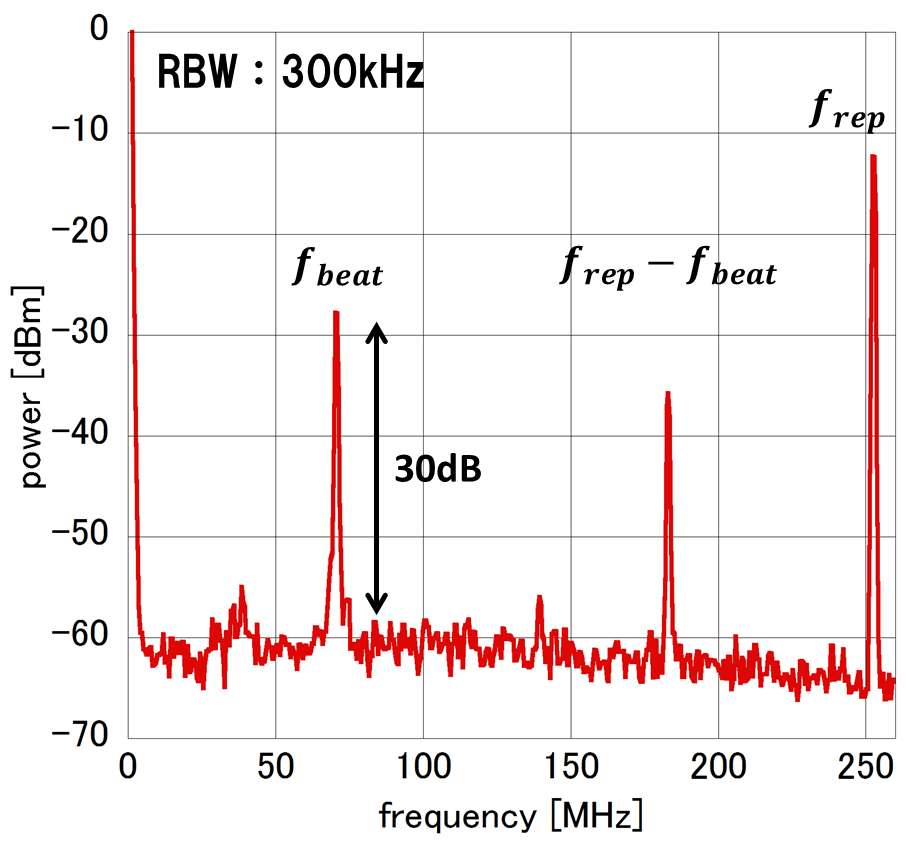 RBW : 300kHz
f_rep
f_beat
f_rep − f_beat
30dB
power [dBm]
0
−10
−20
−30
−40
−50
−60
−70
0 50 100 150 200 250
frequency [MHz]